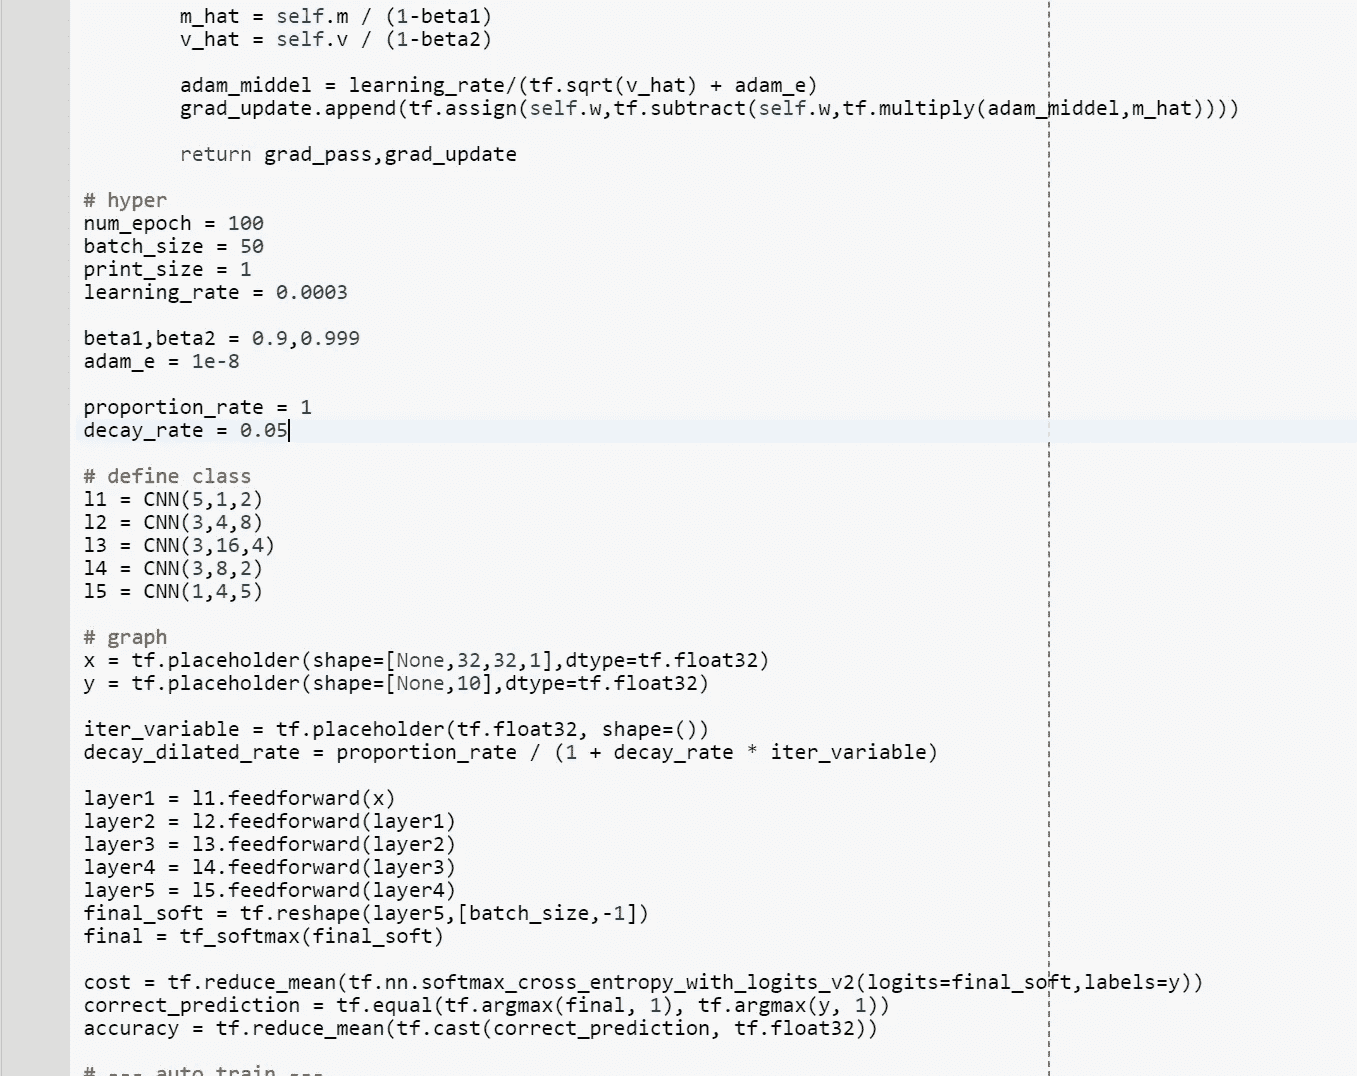 m_hat = self.m / (1-beta1)
v_hat = self.v / (1-beta2)
adam_middel = learning_rate/(tf.sqrt(v_hat) + adam_e)
grad_update.append(tf.assign(self.w,tf.subtract(self.w,tf.multiply(adam_middel,m_hat))))
return grad_pass,grad_update
# hyper
num_epoch = 100
batch_size = 50
print_size = 1
learning_rate = 0.0003
beta1,beta2 = 0.9,0.999
adam_e = 1e-8
proportion_rate = 1
decay_rate = 0.05
# define class
l1 = CNN(5,1,2)
l2 = CNN(3,4,8)
l3 = CNN(3,16,4)
l4 = CNN(3,8,2)
l5 = CNN(1,4,5)
# graph
x = tf.placeholder(shape=[None,32,32,1],dtype=tf.float32)
y = tf.placeholder(shape=[None,10],dtype=tf.float32)
iter_variable = tf.placeholder(tf.float32, shape=())
decay_dilated_rate = proportion_rate / (1 + decay_rate * iter_variable)
layer1 = l1.feedforward(x)
layer2 = l2.feedforward(layer1)
layer3 = l3.feedforward(layer2)
layer4 = l4.feedforward(layer3)
layer5 = l5.feedforward(layer4)
final_soft = tf.reshape(layer5,[batch_size,-1])
final = tf_softmax(final_soft)
cost = tf.reduce_mean(tf.nn.softmax_cross_entropy_with_logits_v2(logits=final_soft,labels=y))
correct_prediction = tf.equal(tf.argmax(final, 1), tf.argmax(y, 1))
accuracy = tf.reduce_mean(tf.cast(correct_prediction, tf.float32))
# --- auto train ---